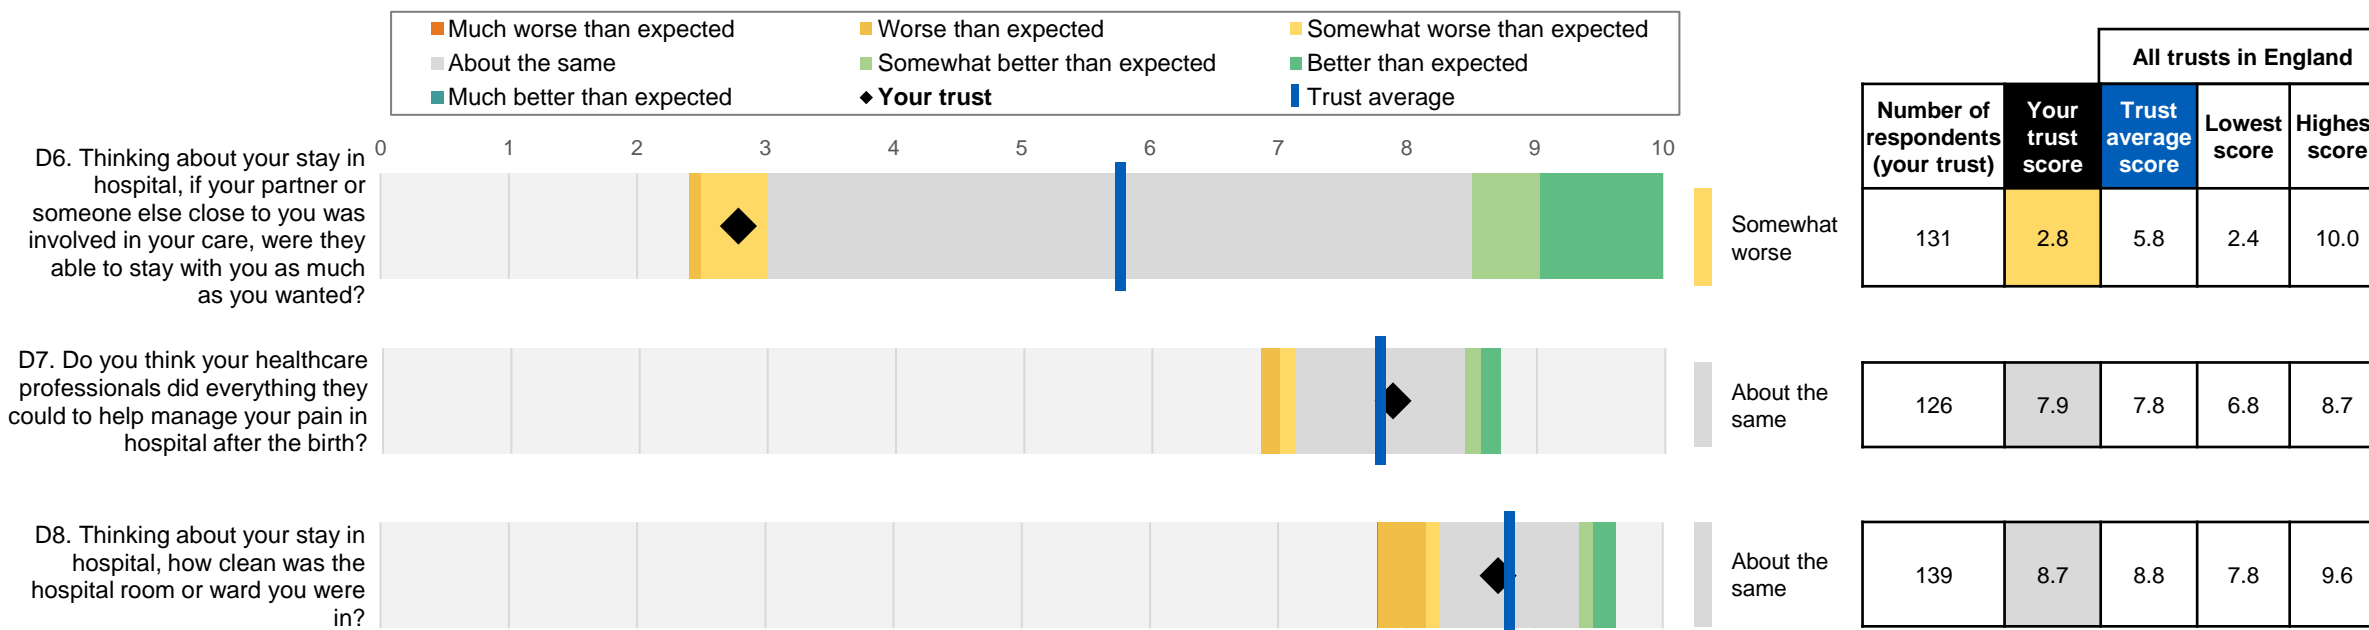 Much worse than expected
Worse than expected
Somewhat worse than expected
About the same
Somewhat better than expected
Better than expected
Much better than expected
Your trust
Trust average
All trusts in England
Number of
respondents
(your trust)
Your
trust
score
Trust
average
score
Lowest
score
Highes
score
0 1 2 3 4 5 6 7 8 9 10
D6. Thinking about your stay in
hospital, if your partner or
someone else close to you was
involved in your care, were they
able to stay with you as much
as you wanted?
Somewhat
worse
131 2.8 5.8 2.4 10.0
D7. Do you think your healthcare
professionals did everything they
could to help manage your pain in
hospital after the birth?
About the
same
126 7.9 7.8 6.8 8.7
D8. Thinking about your stay in
hospital, how clean was the
hospital room or ward you were
in?
About the
same
139 8.7 8.8 7.8 9.6